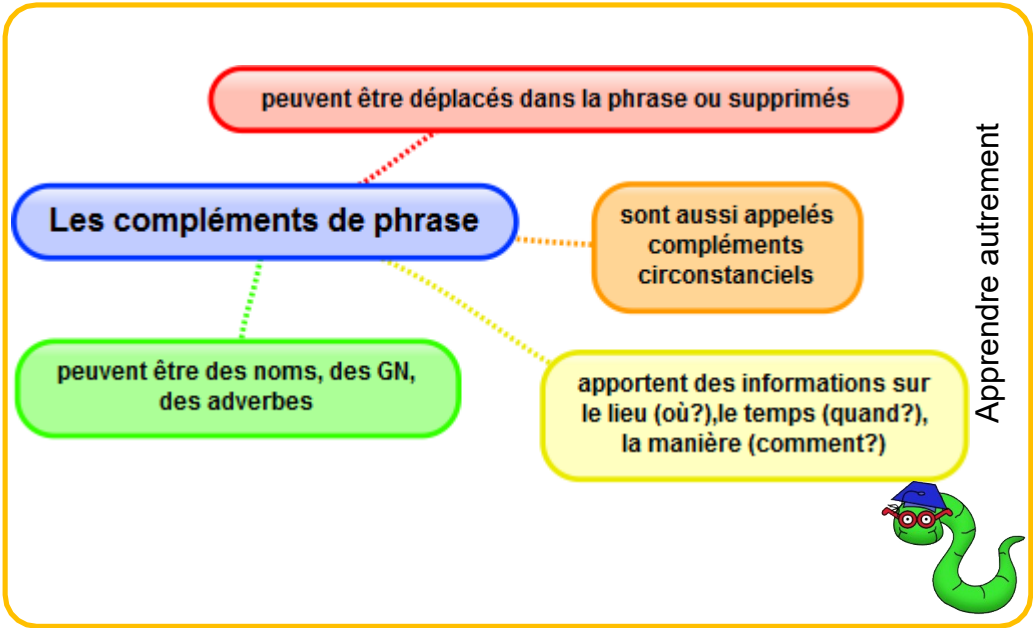 peuvent être déplacés dans la phrase ou supprimés
Les compléments de phrase
sont aussi appelés
compléments
circonstanciels
peuvent être des noms, des GN,
des adverbes
apportent des informations sur
le lieu (où?),le temps (quand?),
la manière (comment?)
Apprendre autrement